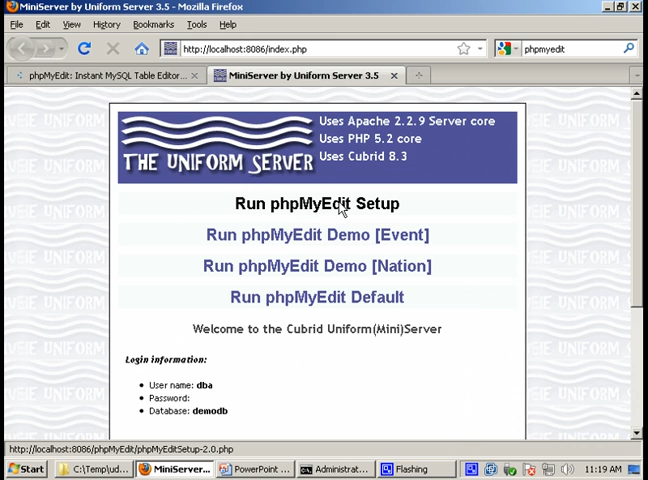 MiniServer by Uniform Server 3.5 - Mozilla Firefox
File Edit View History Bookmarks Tools Help
http://localhost:8086/index.php
phpmyedit
phpMyEdit: Instant MySQL Table Editor...
MiniServer by Uniform Server 3.5
THE UNIFORM SERVER
Uses Apache 2.2.9 Server core
Uses PHP 5.2 core
Uses Cubrid 8.3
Run phpMyEdit Setup
Run phpMyEdit Demo [Event]
Run phpMyEdit Demo [Nation]
Run phpMyEdit Default
Welcome to the Cubrid Uniform(Mini)Server
Login information:
User name: dba
Password:
Database: demodb
http://localhost:8086/phpMyEdit/phpMyEditSetup-2.0.php
Start
C:\Temp\ud...
MiniServer...
PowerPoint ...
Administrat...
Flashing
11:19 AM